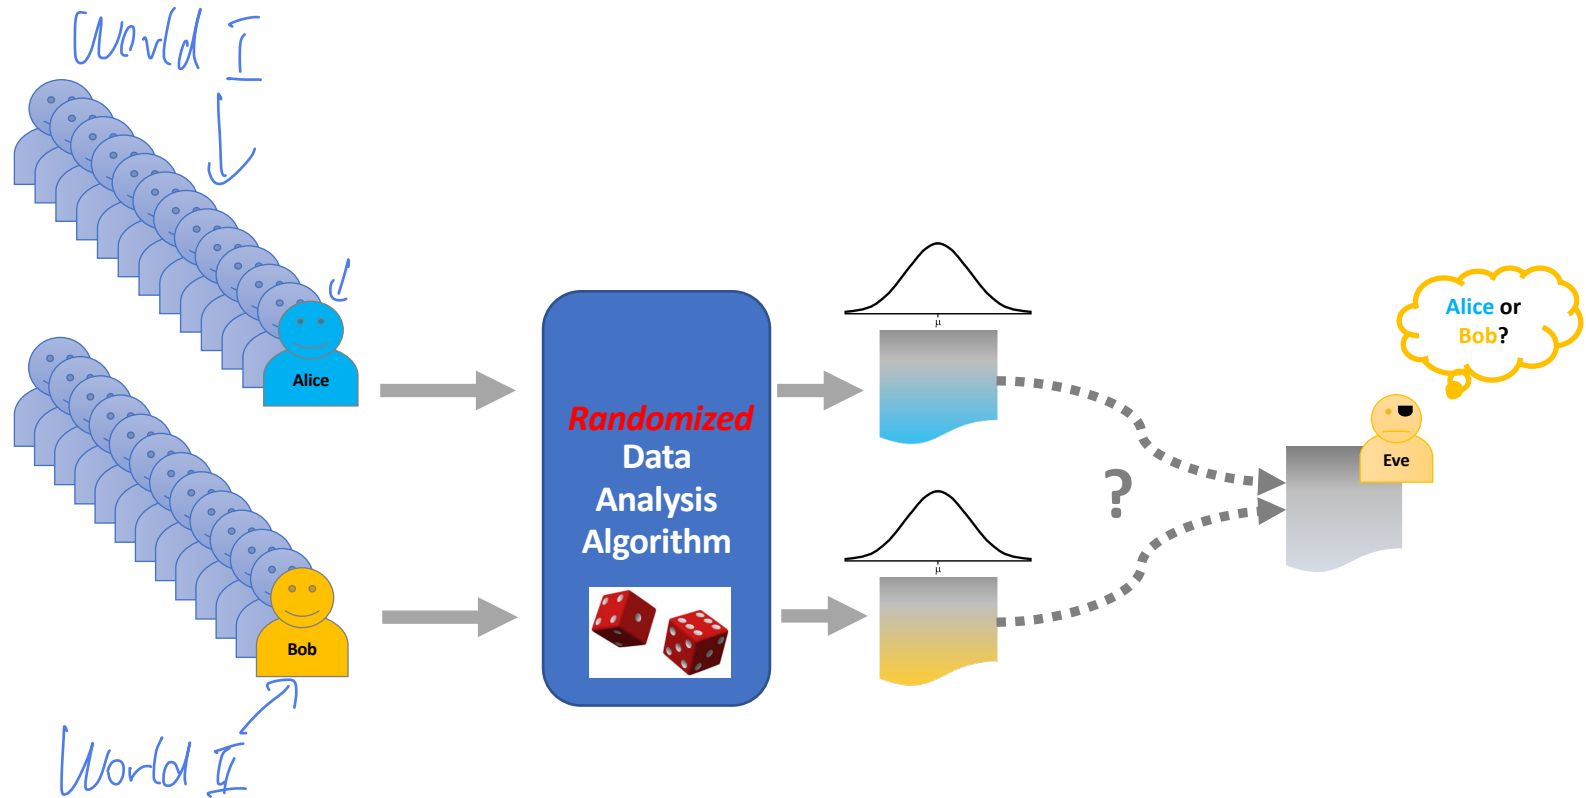 World I
Alice
Randomized
Data
Analysis
Algorithm
μ
?
μ
Alice or
Bob?
Eve
Bob
World II